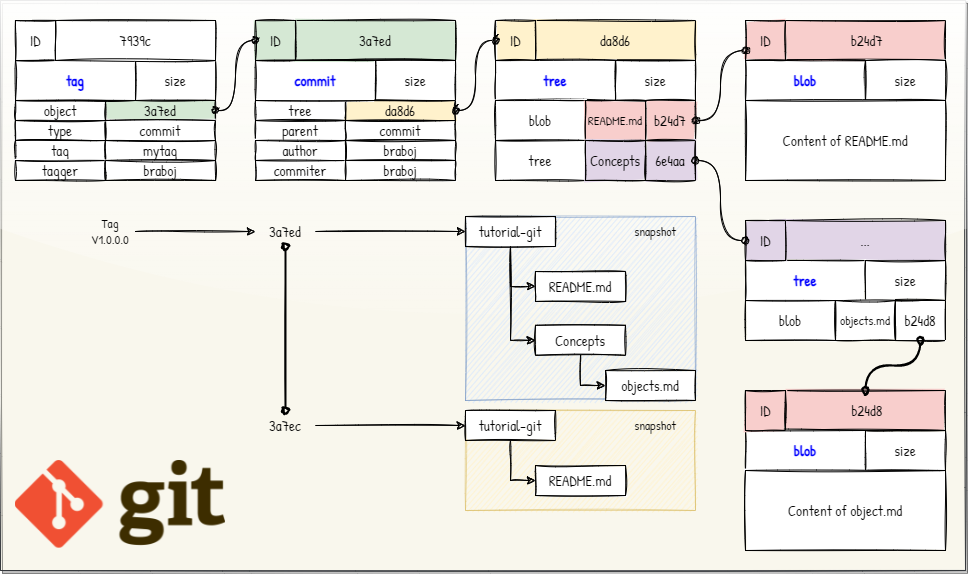 ID 7939c
tag size
object 3a7ed
type commit
tag mytag
tagger braboj
ID 3a7ed
commit size
tree da8d6
parent commit
author braboj
commiter braboj
ID da8d6
tree size
blob README.md b24d7
tree Concepts 6e4aa
ID b24d7
blob size
Content of README.md
Tag
V1.0.0.0
3a7ed
tutorial-git snapshot
README.md
Concepts
objects.md
3a7ec
tutorial-git snapshot
README.md
ID ...
tree size
blob objects.md b24d8
ID b24d8
blob size
Content of object.md
git